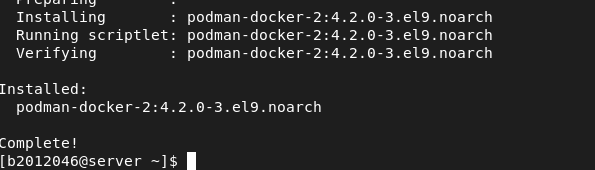 Preparing :
Installing : podman-docker-2:4.2.0-3.el9.noarch
Running scriptlet: podman-docker-2:4.2.0-3.el9.noarch
Verifying : podman-docker-2:4.2.0-3.el9.noarch
Installed:
podman-docker-2:4.2.0-3.el9.noarch
Complete!
[b2012046@server ~]$